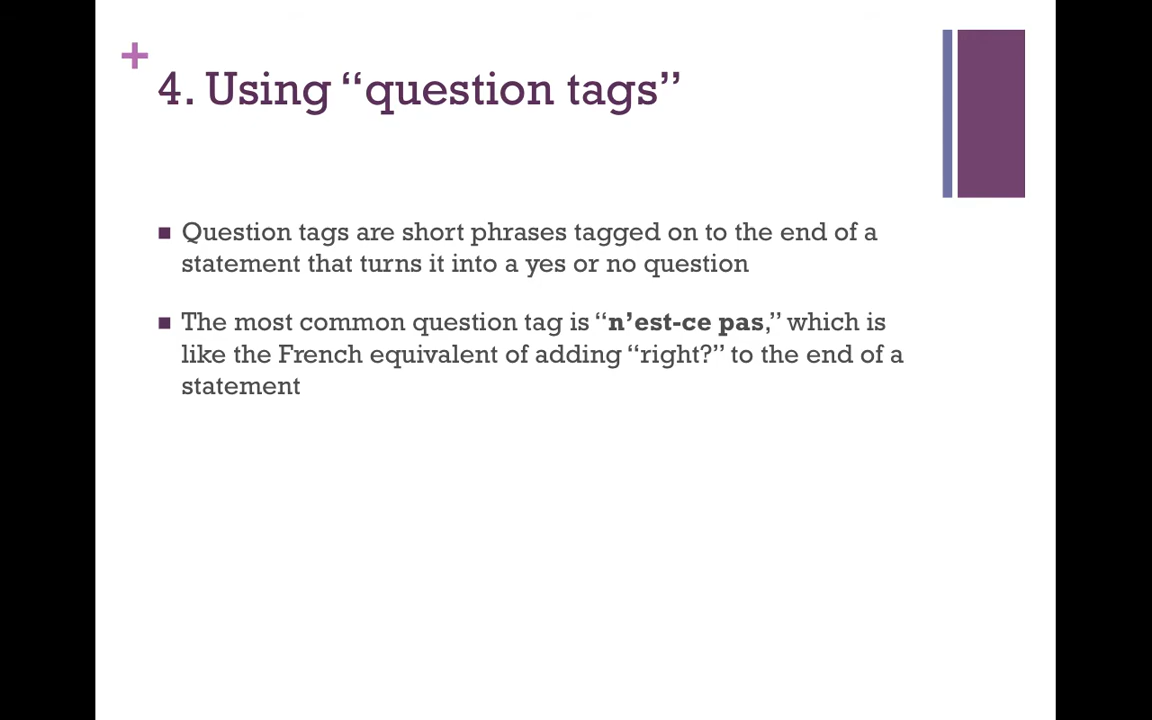 +
4. Using “question tags”
■ Question tags are short phrases tagged on to the end of a
statement that turns it into a yes or no question
■ The most common question tag is “n’est-ce pas,” which is
like the French equivalent of adding “right?” to the end of a
statement